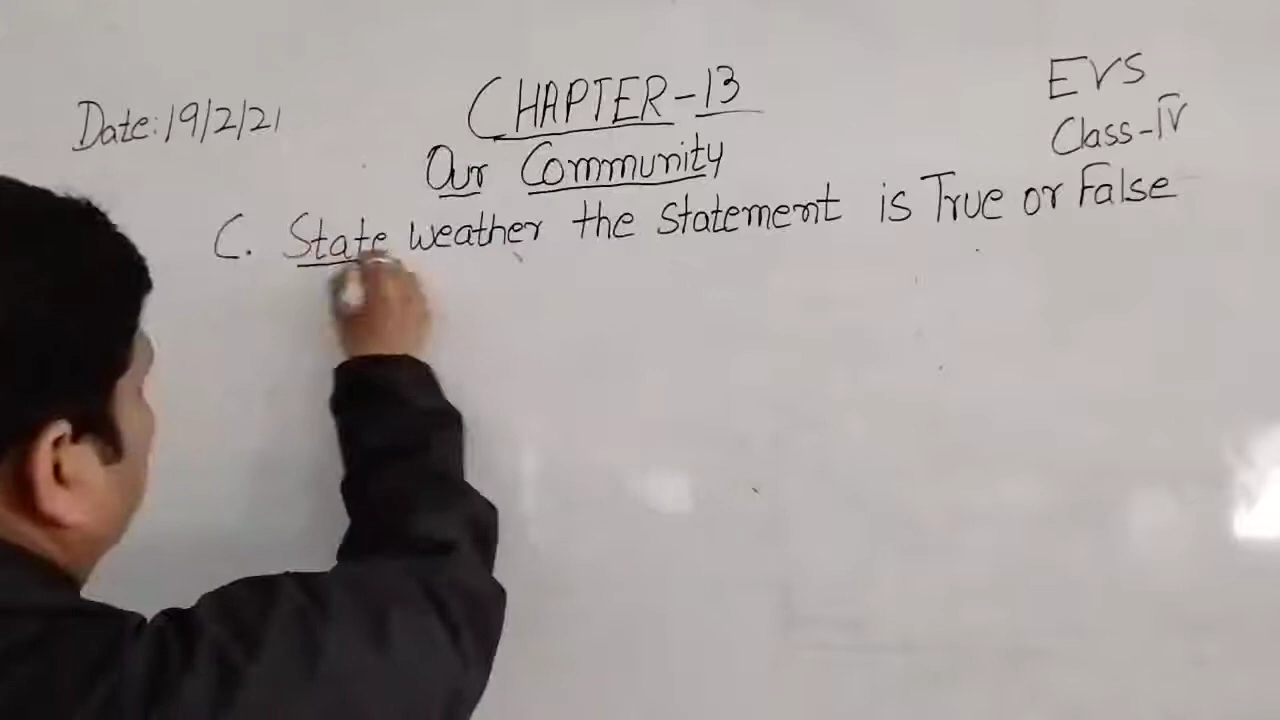 Date: 19/2/21
CHAPTER-13
EVS
Class-IV
Our Community
C. State weather the statement is True or False